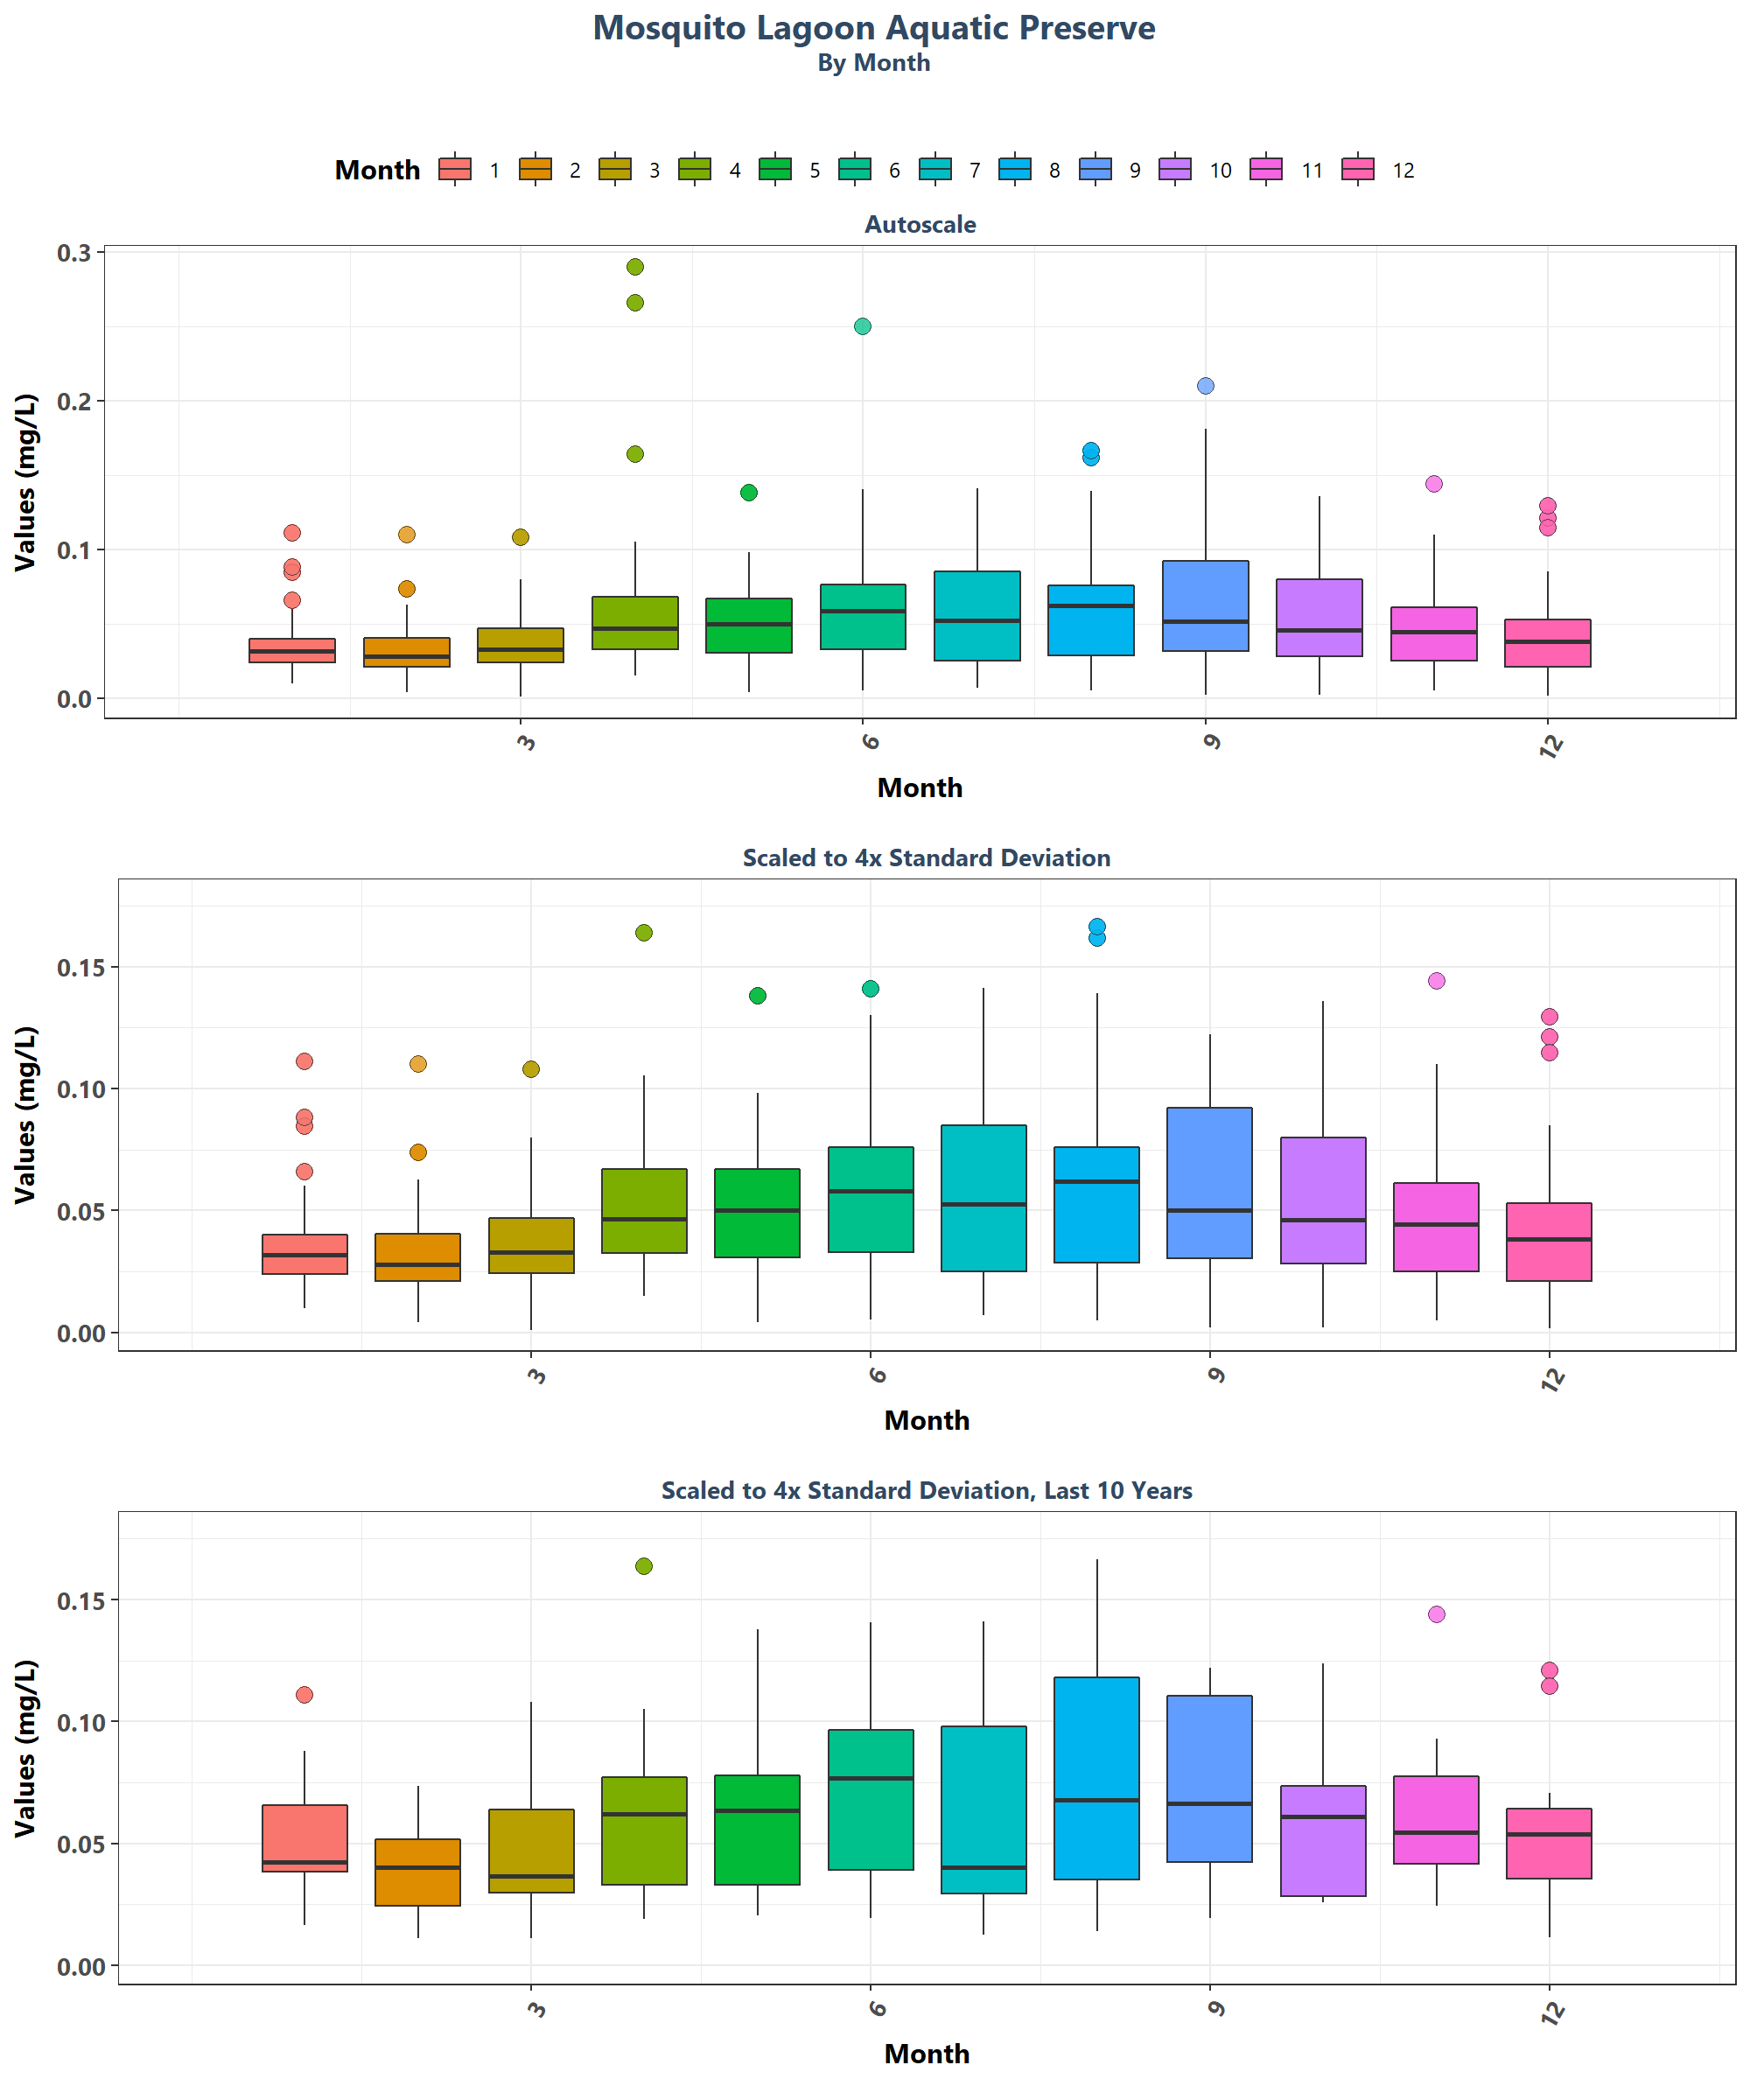 Mosquito Lagoon Aquatic Preserve
By Month
Month 1 2 3 4 5 6 7 8 9 10 11 12
Autoscale
Values (mg/L)
0.3
0.2
0.1
0.0
3 6 9 12
Month
Scaled to 4x Standard Deviation
Values (mg/L)
0.15
0.10
0.05
0.00
3 6 9 12
Month
Scaled to 4x Standard Deviation, Last 10 Years
Values (mg/L)
0.15
0.10
0.05
0.00
3 6 9 12
Month